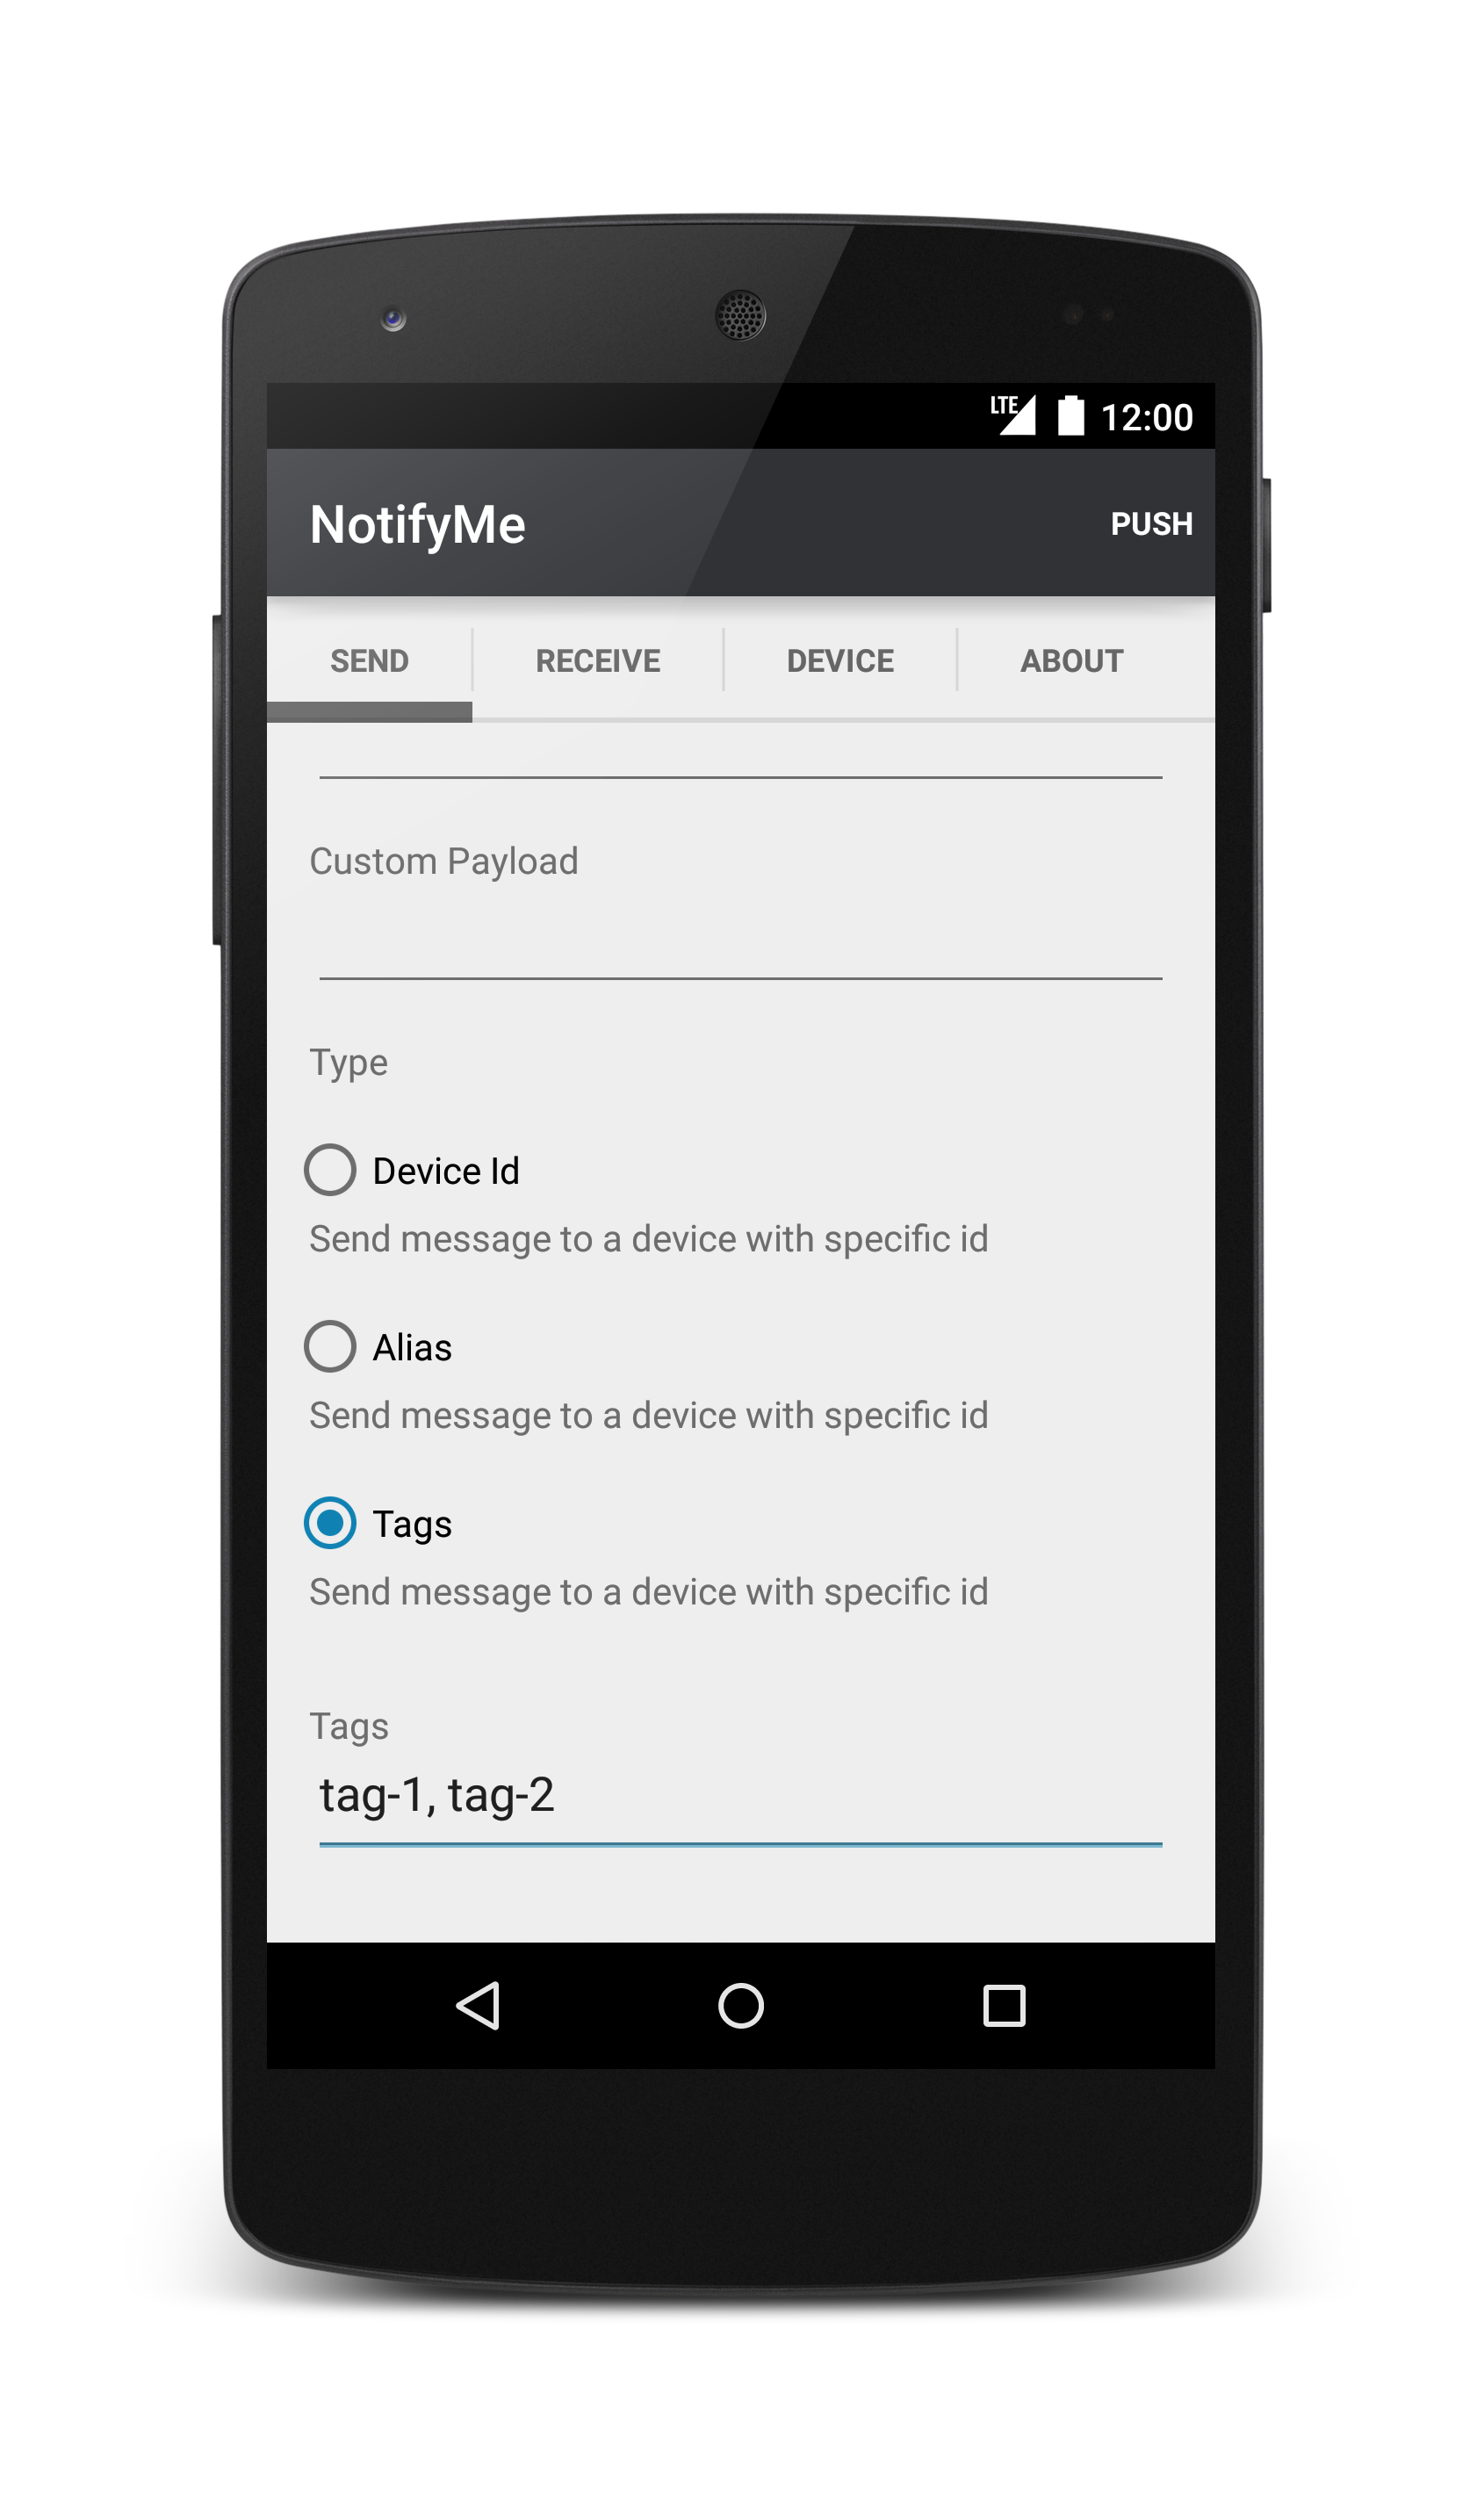 LTE 12:00
NotifyMe PUSH
SEND RECEIVE DEVICE ABOUT
Custom Payload
Type
Device Id
Send message to a device with specific id
Alias
Send message to a device with specific id
Tags
Send message to a device with specific id
Tags
tag-1, tag-2